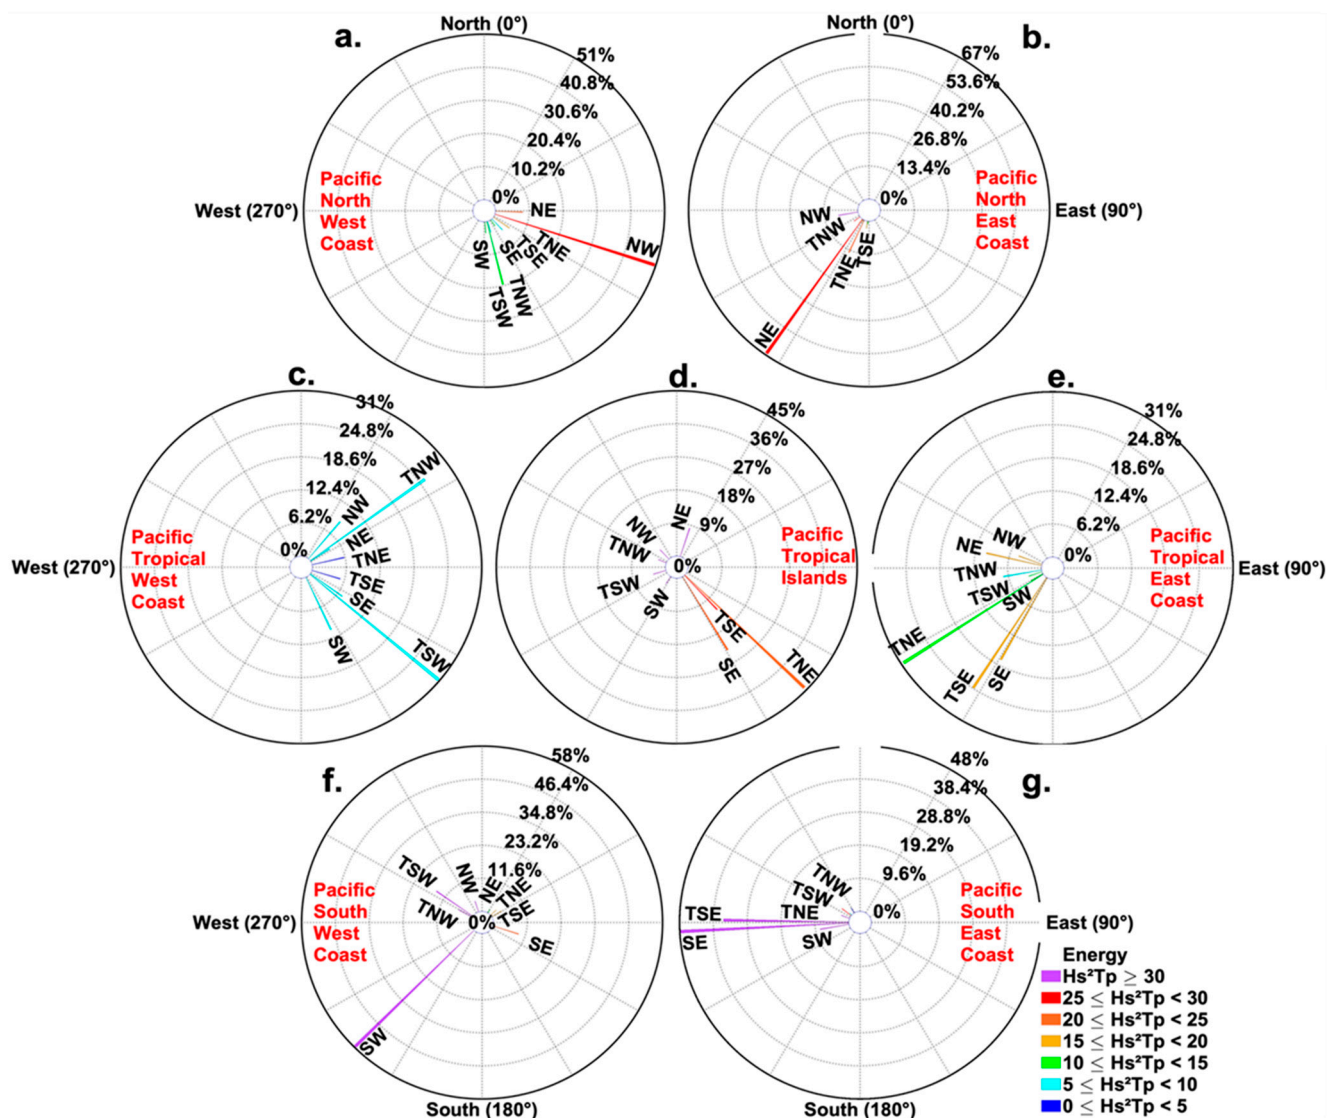 North (0°)
North (0°)
a.
b.
51%
40.8%
30.6%
20.4%
10.2%
0%
Pacific
North
West
Coast
West (270°)
NE
NW
TNE
TSE
SE
SW
TNW
TSW
67%
53.6%
40.2%
26.8%
13.4%
0%
Pacific
North
East
Coast
East (90°)
NW
TNW
TNE
TSE
NE
c.
d.
e.
31%
24.8%
18.6%
12.4%
6.2%
0%
Pacific
Tropical
West
Coast
West (270°)
TNW
NW
NE
TNE
TSE
SE
SW
TSW
45%
36%
27%
18%
9%
0%
Pacific
Tropical
Islands
NE
NW
TNW
TSW
SW
TSE
SE
TNE
31%
24.8%
18.6%
12.4%
6.2%
0%
Pacific
Tropical
East
Coast
East (90°)
NW
NE
TNW
TSW
SW
TNE
TSE
SE
f.
g.
58%
46.4%
34.8%
23.2%
11.6%
0%
Pacific
South
West
Coast
West (270°)
TSW
NW
NE
TNE
TNW
TSE
SE
SW
South (180°)
48%
38.4%
28.8%
19.2%
9.6%
0%
Pacific
South
East
Coast
East (90°)
TNW
TSW
TSE
TNE
SE
SW
South (180°)
Energy
Hs²Tp ≥ 30
25 ≤ Hs²Tp < 30
20 ≤ Hs²Tp < 25
15 ≤ Hs²Tp < 20
10 ≤ Hs²Tp < 15
5 ≤ Hs²Tp < 10
0 ≤ Hs²Tp < 5